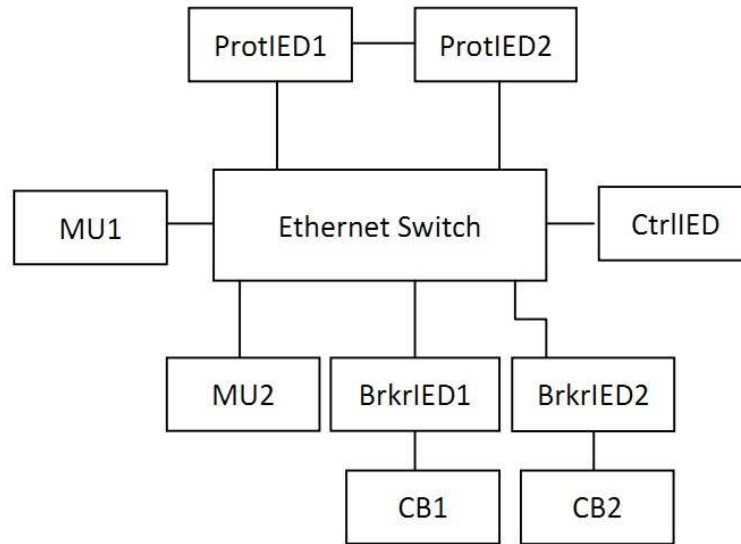 ProtIED1
ProtIED2
MU1
Ethernet Switch
CtrlIED
MU2
BrkrIED1
BrkrIED2
CB1
CB2